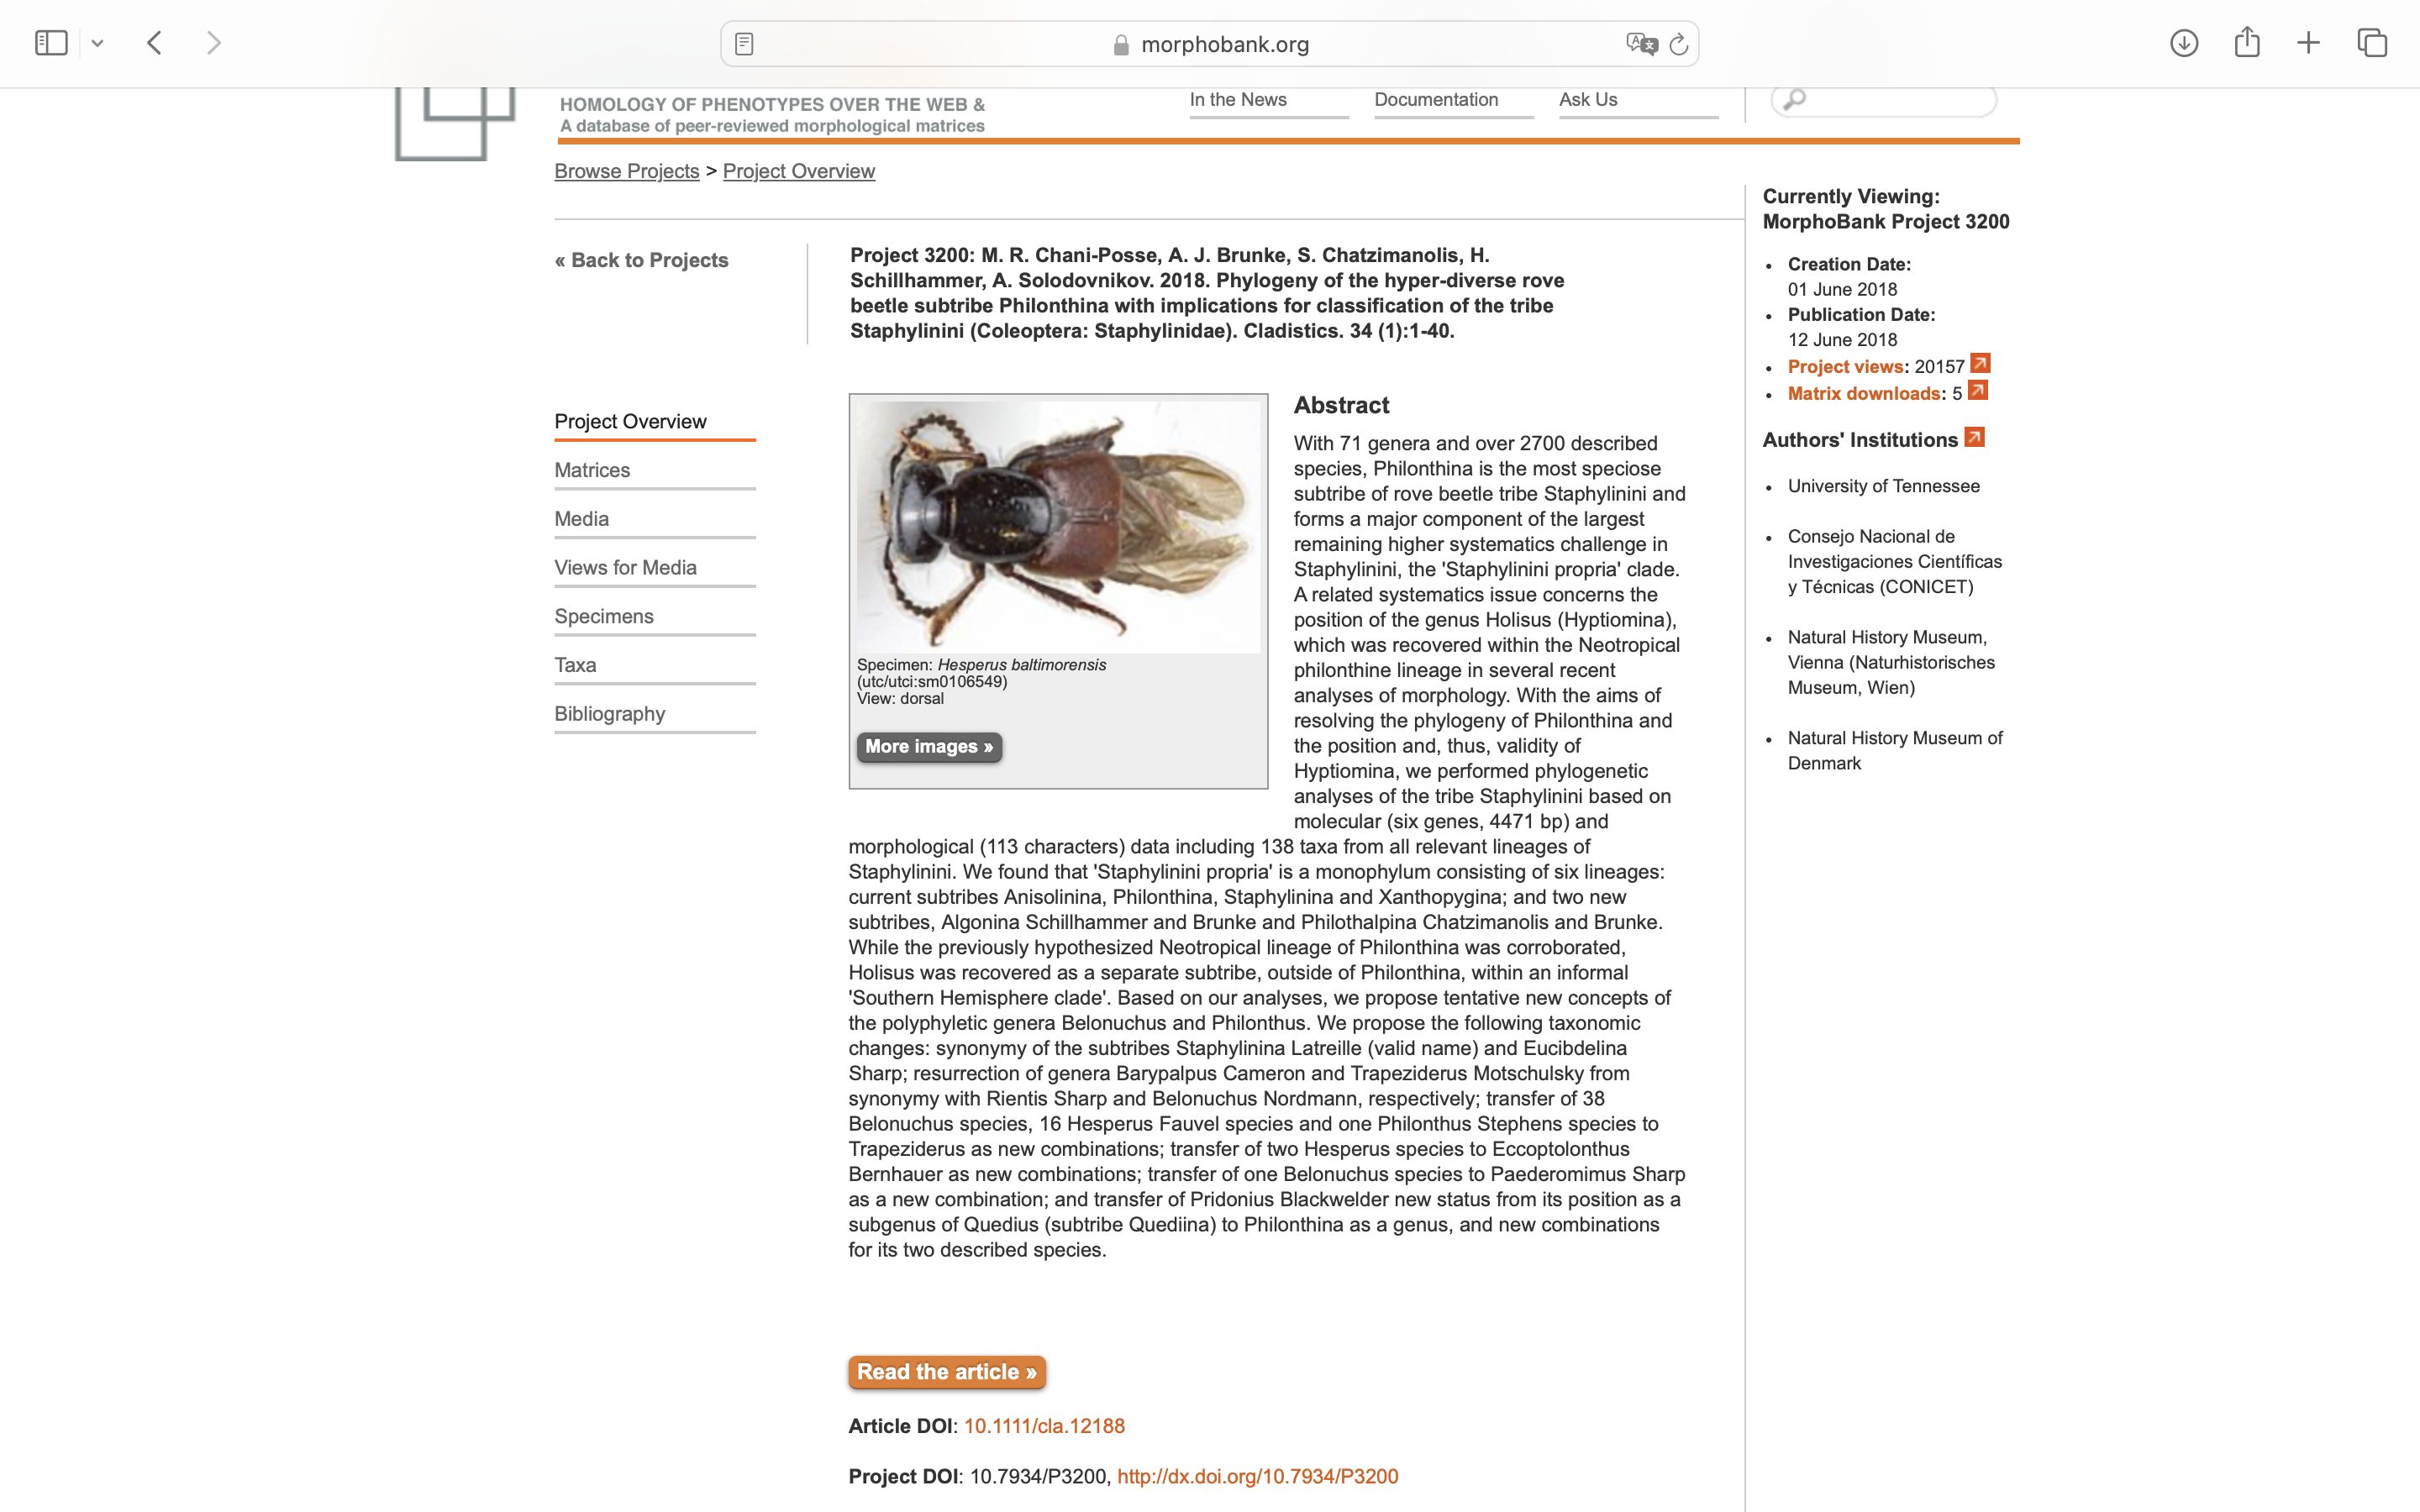 morphobank.org
HOMOLOGY OF PHENOTYPES OVER THE WEB &
A database of peer-reviewed morphological matrices
In the News
Documentation
Ask Us
Browse Projects > Project Overview
« Back to Projects
Project 3200: M. R. Chani-Posse, A. J. Brunke, S. Chatzimanolis, H.
Schillhammer, A. Solodovnikov. 2018. Phylogeny of the hyper-diverse rove
beetle subtribe Philonthina with implications for classification of the tribe
Staphylinini (Coleoptera: Staphylinidae). Cladistics. 34 (1):1-40.
Project Overview
Matrices
Media
Views for Media
Specimens
Taxa
Bibliography
Specimen: Hesperus baltimorensis
(utc/utci:sm0106549)
View: dorsal
More images »
Abstract
With 71 genera and over 2700 described
species, Philonthina is the most speciose
subtribe of rove beetle tribe Staphylinini and
forms a major component of the largest
remaining higher systematics challenge in
Staphylinini, the 'Staphylinini propria' clade.
A related systematics issue concerns the
position of the genus Holisus (Hyptiomina),
which was recovered within the Neotropical
philonthine lineage in several recent
analyses of morphology. With the aims of
resolving the phylogeny of Philonthina and
the position and, thus, validity of
Hyptiomina, we performed phylogenetic
analyses of the tribe Staphylinini based on
molecular (six genes, 4471 bp) and
morphological (113 characters) data including 138 taxa from all relevant lineages of
Staphylinini. We found that 'Staphylinini propria' is a monophylum consisting of six lineages:
current subtribes Anisolinina, Philonthina, Staphylinina and Xanthopygina; and two new
subtribes, Algonina Schillhammer and Brunke and Philothalpina Chatzimanolis and Brunke.
While the previously hypothesized Neotropical lineage of Philonthina was corroborated,
Holisus was recovered as a separate subtribe, outside of Philonthina, within an informal
'Southern Hemisphere clade'. Based on our analyses, we propose tentative new concepts of
the polyphyletic genera Belonuchus and Philonthus. We propose the following taxonomic
changes: synonymy of the subtribes Staphylinina Latreille (valid name) and Eucibdelina
Sharp; resurrection of genera Barypalpus Cameron and Trapeziderus Motschulsky from
synonymy with Rientis Sharp and Belonuchus Nordmann, respectively; transfer of 38
Belonuchus species, 16 Hesperus Fauvel species and one Philonthus Stephens species to
Trapeziderus as new combinations; transfer of two Hesperus species to Eccoptolonthus
Bernhauer as new combinations; transfer of one Belonuchus species to Paederomimus Sharp
as a new combination; and transfer of Pridonius Blackwelder new status from its position as a
subgenus of Quedius (subtribe Quediina) to Philonthina as a genus, and new combinations
for its two described species.
Read the article »
Article DOI: 10.1111/cla.12188
Project DOI: 10.7934/P3200, http://dx.doi.org/10.7934/P3200
Currently Viewing:
MorphoBank Project 3200
• Creation Date:
01 June 2018
• Publication Date:
12 June 2018
• Project views: 20157
• Matrix downloads: 5
Authors' Institutions
• University of Tennessee
• Consejo Nacional de
Investigaciones Científicas
y Técnicas (CONICET)
• Natural History Museum,
Vienna (Naturhistorisches
Museum, Wien)
• Natural History Museum of
Denmark